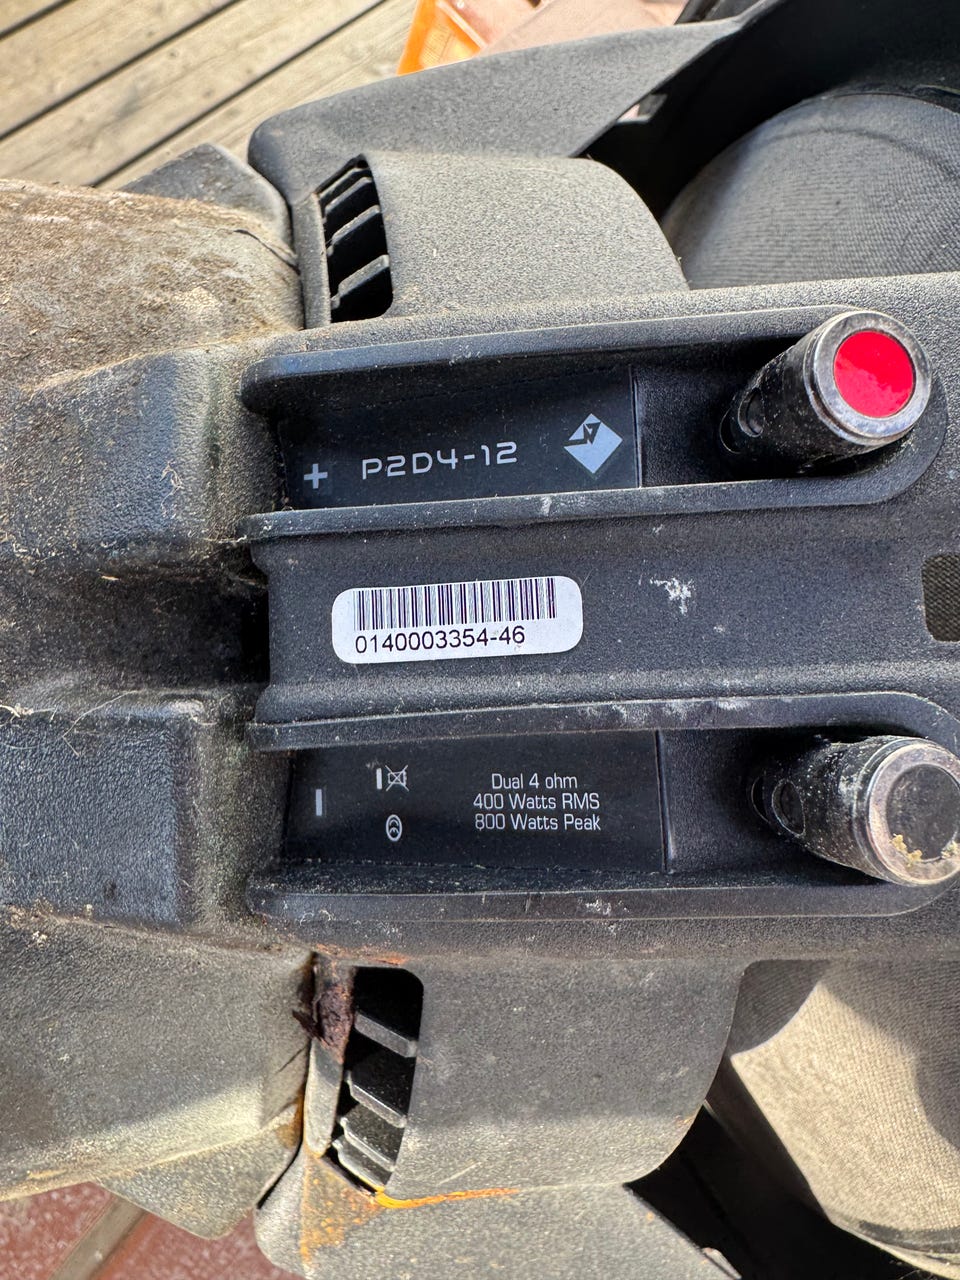 + P2D4-12
0140003354-46
Dual 4 ohm
400 Watts RMS
800 Watts Peak